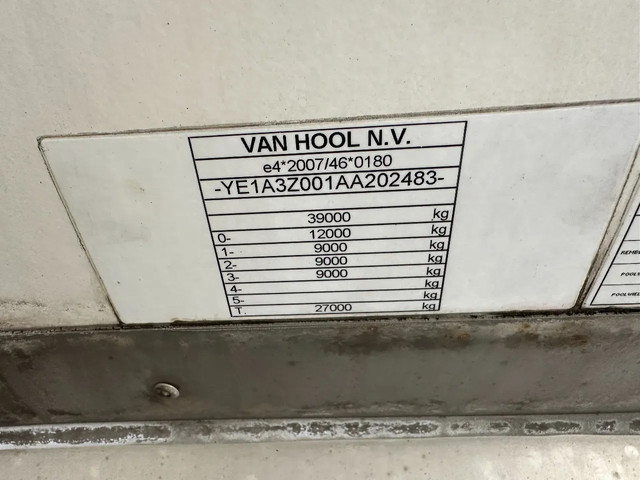 VAN HOOL N.V.
e4*2007/46*0180
-YE1A3Z001AA202483-
39000 kg
0- 12000 kg
1- 9000 kg
2- 9000 kg
3- 9000 kg
4- kg
5- kg
T. 27000 kg